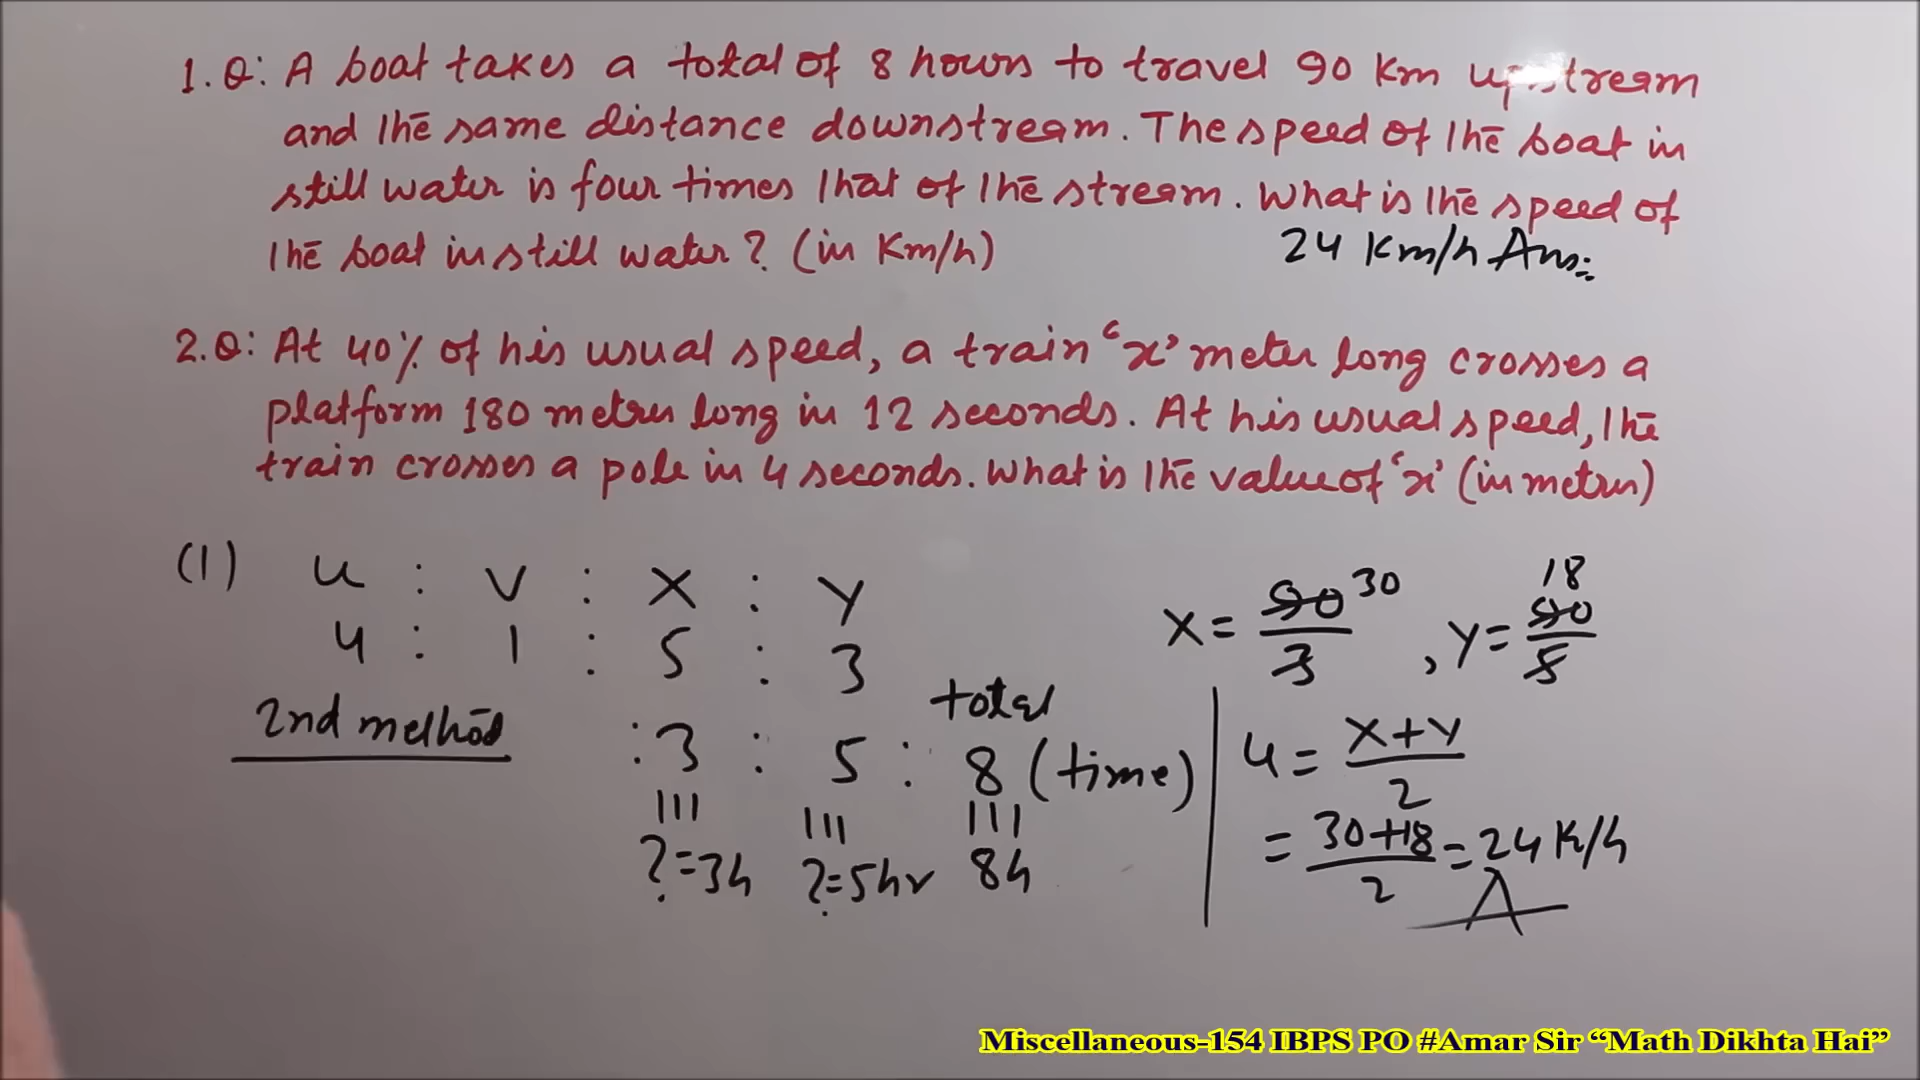 1. Q: A boat takes a total of 8 hours to travel 90 Km upstream
and the same distance downstream. The speed of the boat in
still water is four times that of the stream. What is the speed of
the boat in still water? (in Km/h)
24 Km/h Ans:
2. Q: At 40% of his usual speed, a train 'x' meter long crosses a
platform 180 metres long in 12 seconds. At his usual speed, the
train crosses a pole in 4 seconds. What is the value of 'x' (in metres)
(1) u : v : x : y
4 : 1 : 5 : 3
2nd method
total
: 3 : 5 : 8 (time)
?=3h ?=5hr 8h
x = 90/3 30 , y = 90/5 18
u = x+y/2
= 30+18/2 = 24 K/h
A
Miscellaneous-154 IBPS PO #Amar Sir “Math Dikhta Hai”